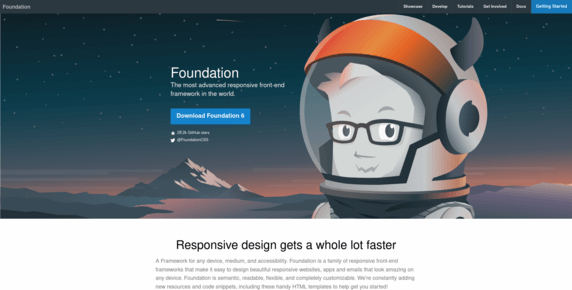 Foundation
Showcase Develop Tutorials Get Involved Docs Getting Started
Foundation
The most advanced responsive front-end
framework in the world.
Download Foundation 6
GitHub stars
@FoundationCSS
Responsive design gets a whole lot faster
A Framework for any device, medium, and accessibility. Foundation is a family of responsive front-end
frameworks that make it easy to design beautiful responsive websites, apps and emails that look amazing on
any device. Foundation is semantic, readable, flexible, and completely customizable. We're constantly adding
new resources and code snippets, including these handy HTML templates to help get you started!